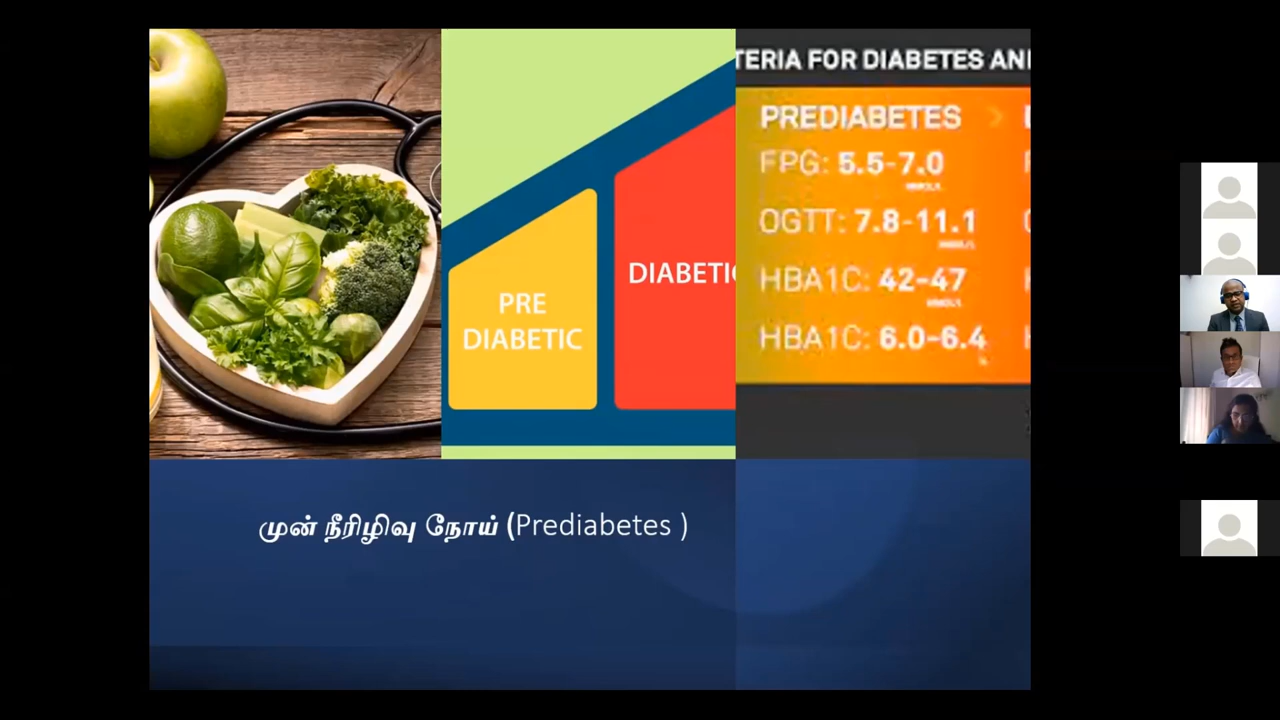 PRE
DIABETIC
DIABETIC
TERIA FOR DIABETES AN
PREDIABETES >
FPG: 5.5-7.0
OGTT: 7.8-11.1
HBA1C: 42-47
HBA1C: 6.0-6.4
%
முன் நீரிழிவு நோய் (Prediabetes )